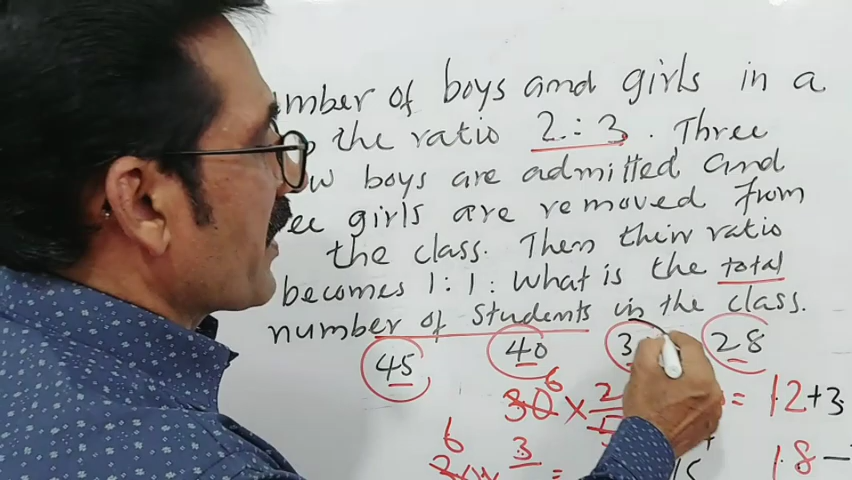 mber of boys and girls in a
the ratio 2:3. Three
w boys are admitted and
ee girls are removed from
the class. Then their ratio
becomes 1:1: What is the total
number of students in the class.
45 40 3 28
30 6 × 2 = 12+3
6
3 = 15 18-